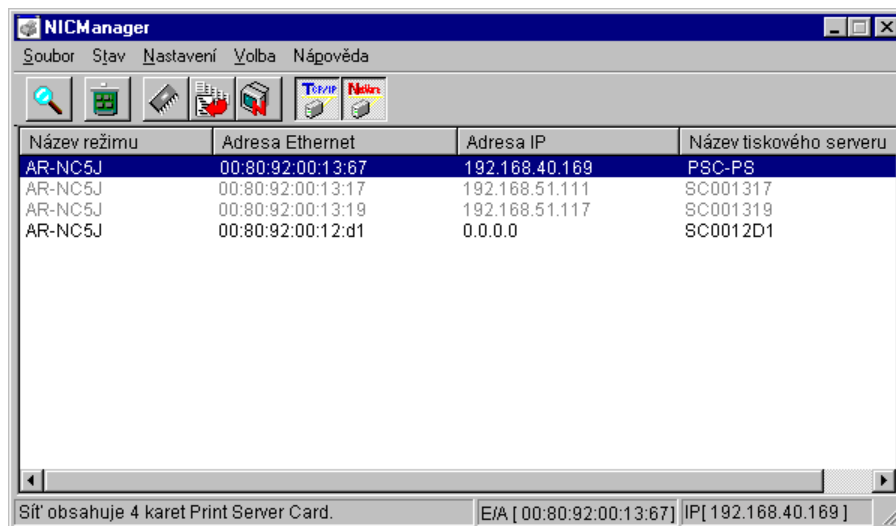 NICManager
Soubor Stav Nastavení Volba Nápověda
TCP/IP NetWare
Název režimu Adresa Ethernet Adresa IP Název tiskového serveru
AR-NC5J 00:80:92:00:13:67 192.168.40.169 PSC-PS
AR-NC5J 00:80:92:00:13:17 192.168.51.111 SC001317
AR-NC5J 00:80:92:00:13:19 192.168.51.117 SC001319
AR-NC5J 00:80:92:00:12:d1 0.0.0.0 SC0012D1
Síť obsahuje 4 karet Print Server Card. E/A [ 00:80:92:00:13:67] IP[ 192.168.40.169 ]